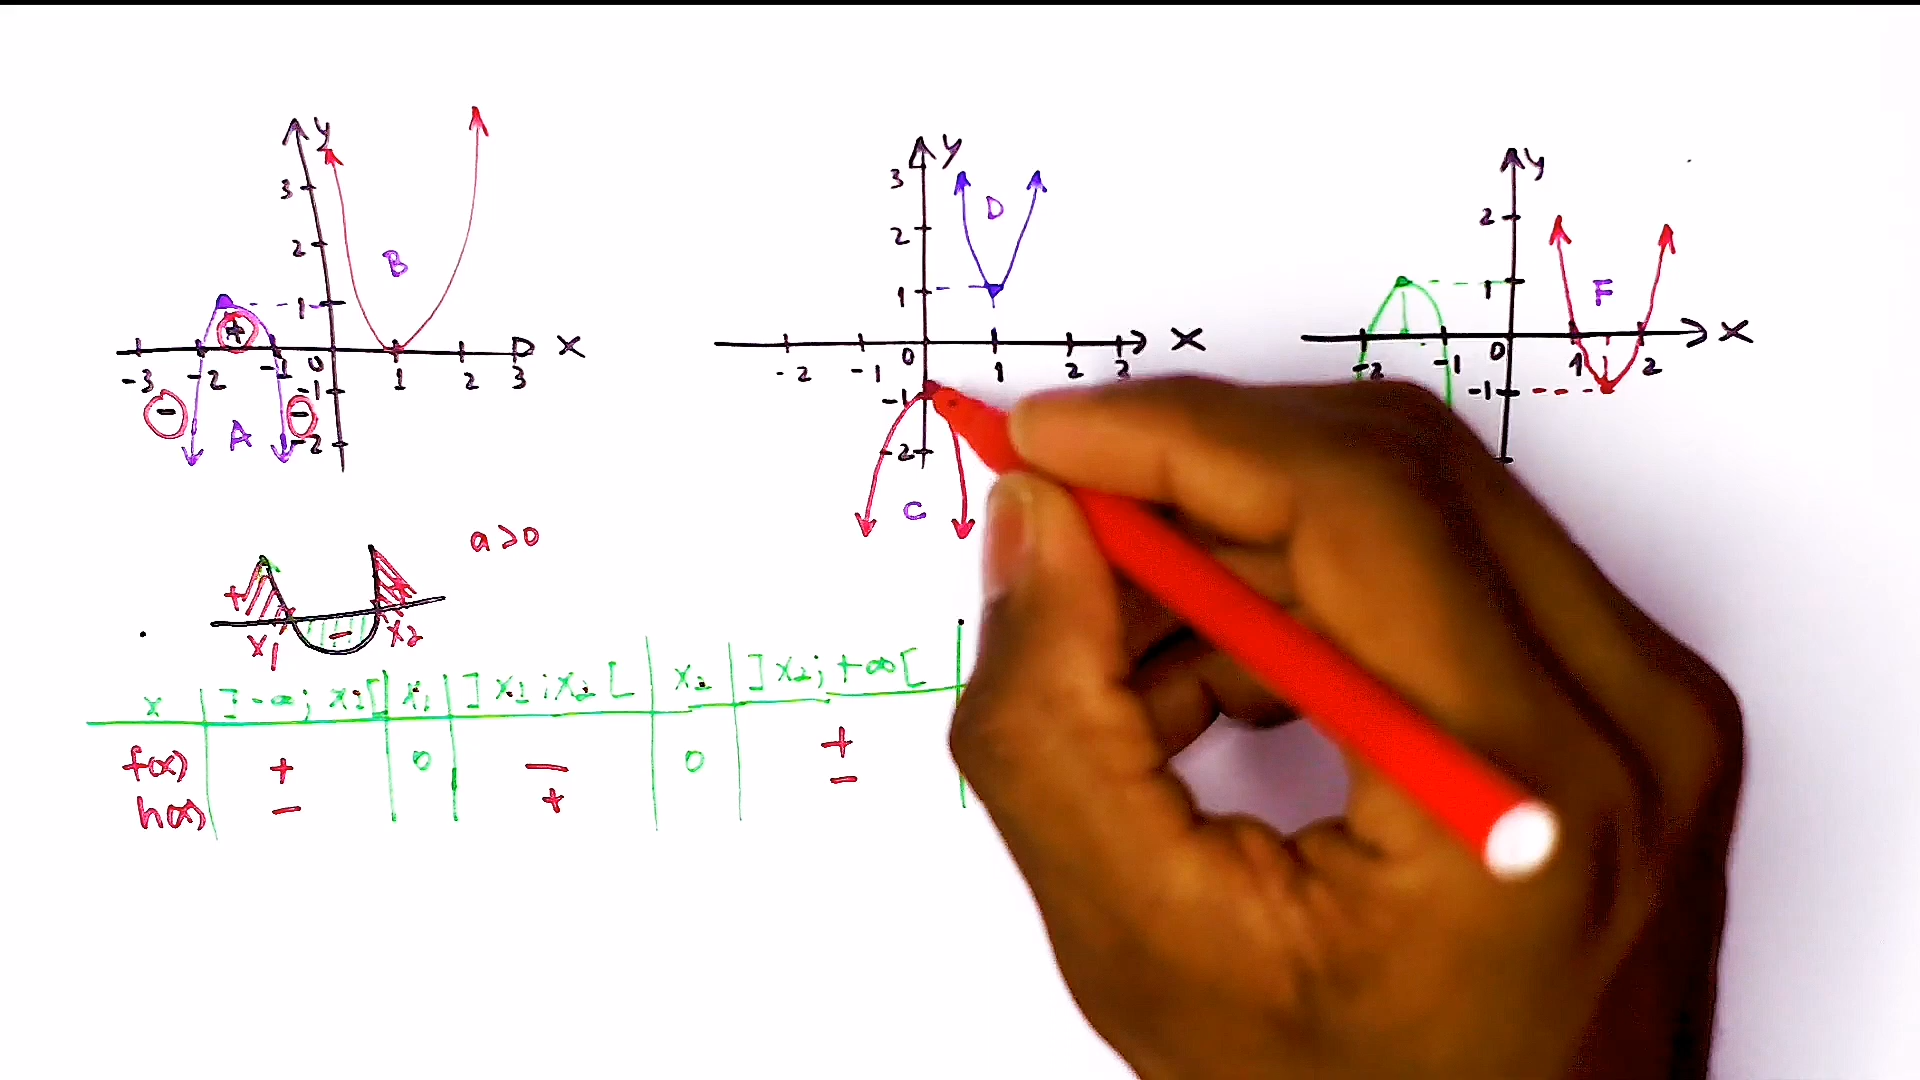 y
3
2
B
1
+
x
-3 -2 -1 0 1 2 3
-1
- A -
-2
y
3
D
2
1
x
-2 -1 0 1 2 3
-1
-2
C
y
2
1
F
x
-2 -1 0 1 2
-1
a>0
+ - x1 x2
x ]-∞; x1[ x1 ]x1;x2[ x2 ]x2;+∞[
f(x) + 0 - 0 +
h(x) - + -